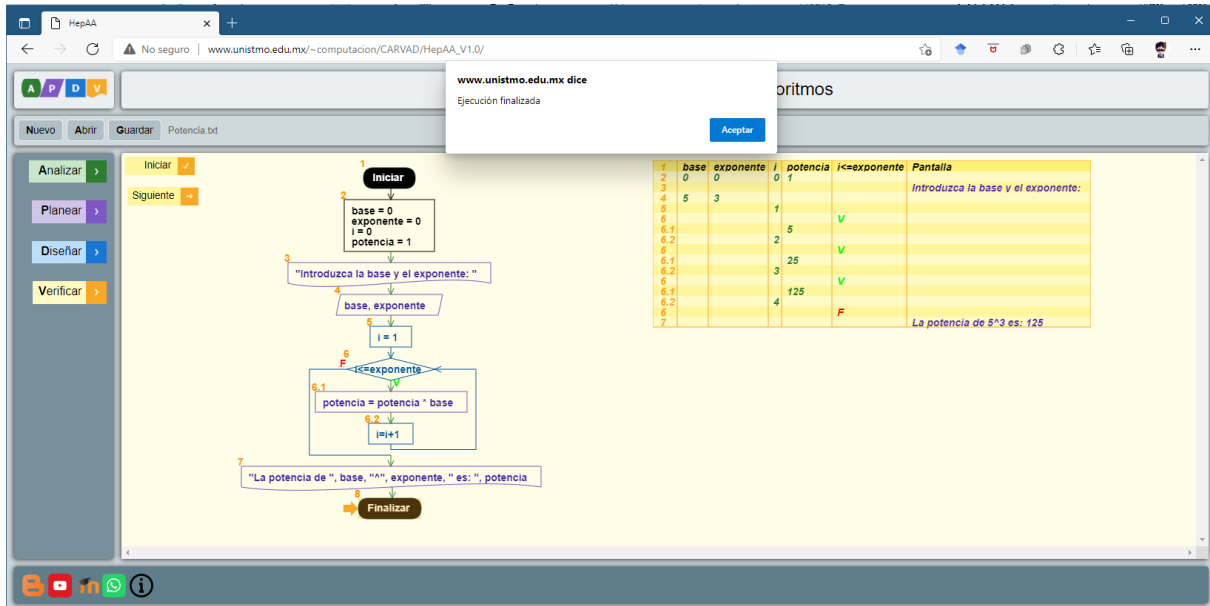 HepAA
No seguro www.unistmo.edu.mx/~computacion/CARVAD/HepAA_V1.0/
www.unistmo.edu.mx dice
Ejecución finalizada
Aceptar
A P D V
oritmos
Nuevo Abrir Guardar Potencia.txt
Analizar
Planear
Diseñar
Verificar
Iniciar
Siguiente
1
Iniciar
2
base = 0
exponente = 0
i = 0
potencia = 1
3
"Introduzca la base y el exponente: "
4
base, exponente
5
i = 1
6
F
i<=exponente
V
6.1
potencia = potencia * base
6.2
i=i+1
7
"La potencia de ", base, "^", exponente, " es: ", potencia
8
Finalizar
1 base exponente i potencia i<=exponente Pantalla
2 0 0 0 1
3 Introduzca la base y el exponente:
4 5 3
5 1
6 V
6.1 5
6.2 2
6 V
6.1 25
6.2 3
6 V
6.1 125
6.2 4
6 F
7 La potencia de 5^3 es: 125